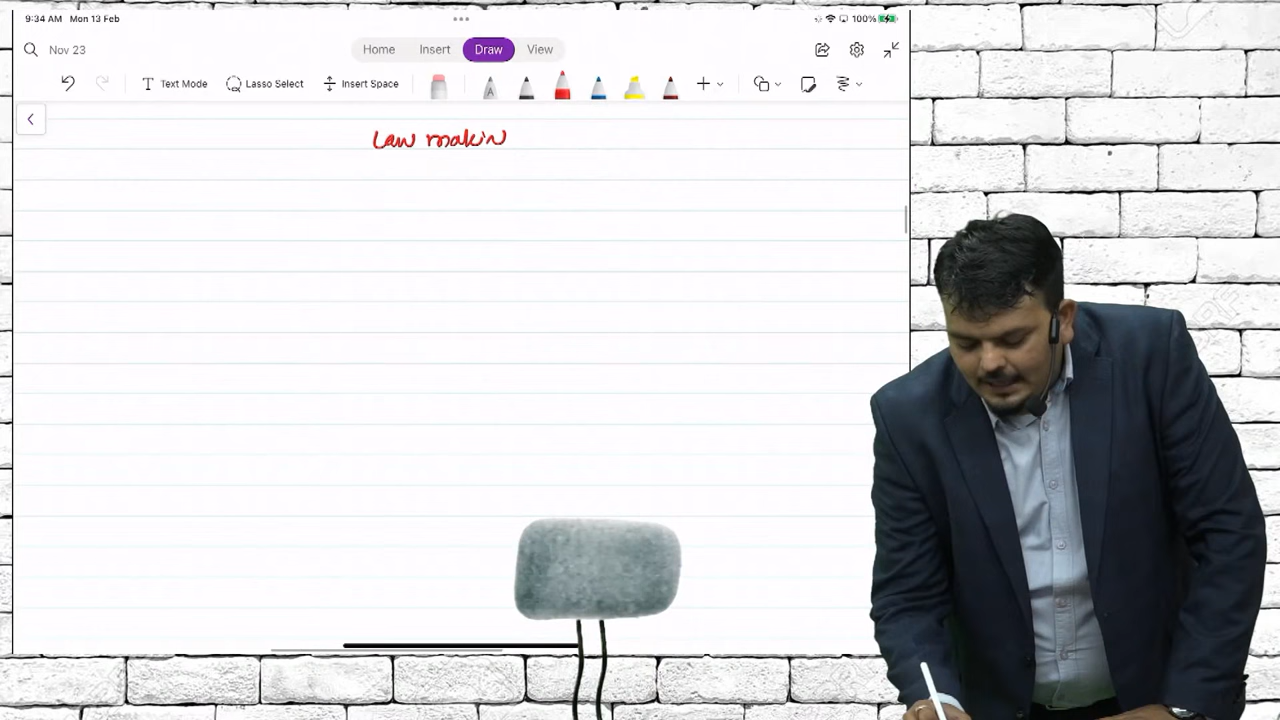 9:34 AM Mon 13 Feb
100%
Nov 23
Home Insert Draw View
Text Mode Lasso Select Insert Space
Law makin